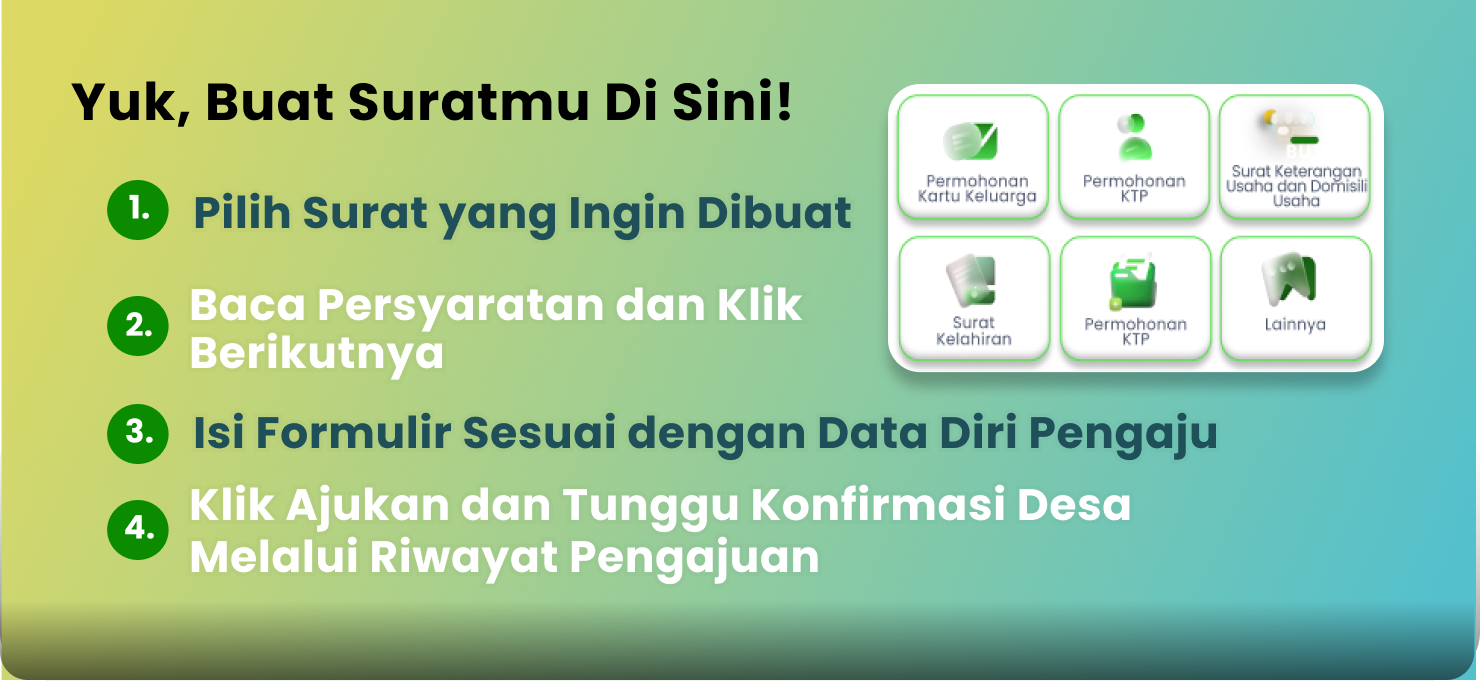 Yuk, Buat Suratmu Di Sini!
1. Pilih Surat yang Ingin Dibuat
2. Baca Persyaratan dan Klik
Berikutnya
3. Isi Formulir Sesuai dengan Data Diri Pengaju
4. Klik Ajukan dan Tunggu Konfirmasi Desa
Melalui Riwayat Pengajuan
Permohonan
Kartu Keluarga
Permohonan
KTP
Surat Keterangan
Usaha dan Domisili
Usaha
Surat
Kelahiran
Permohonan
KTP
Lainnya